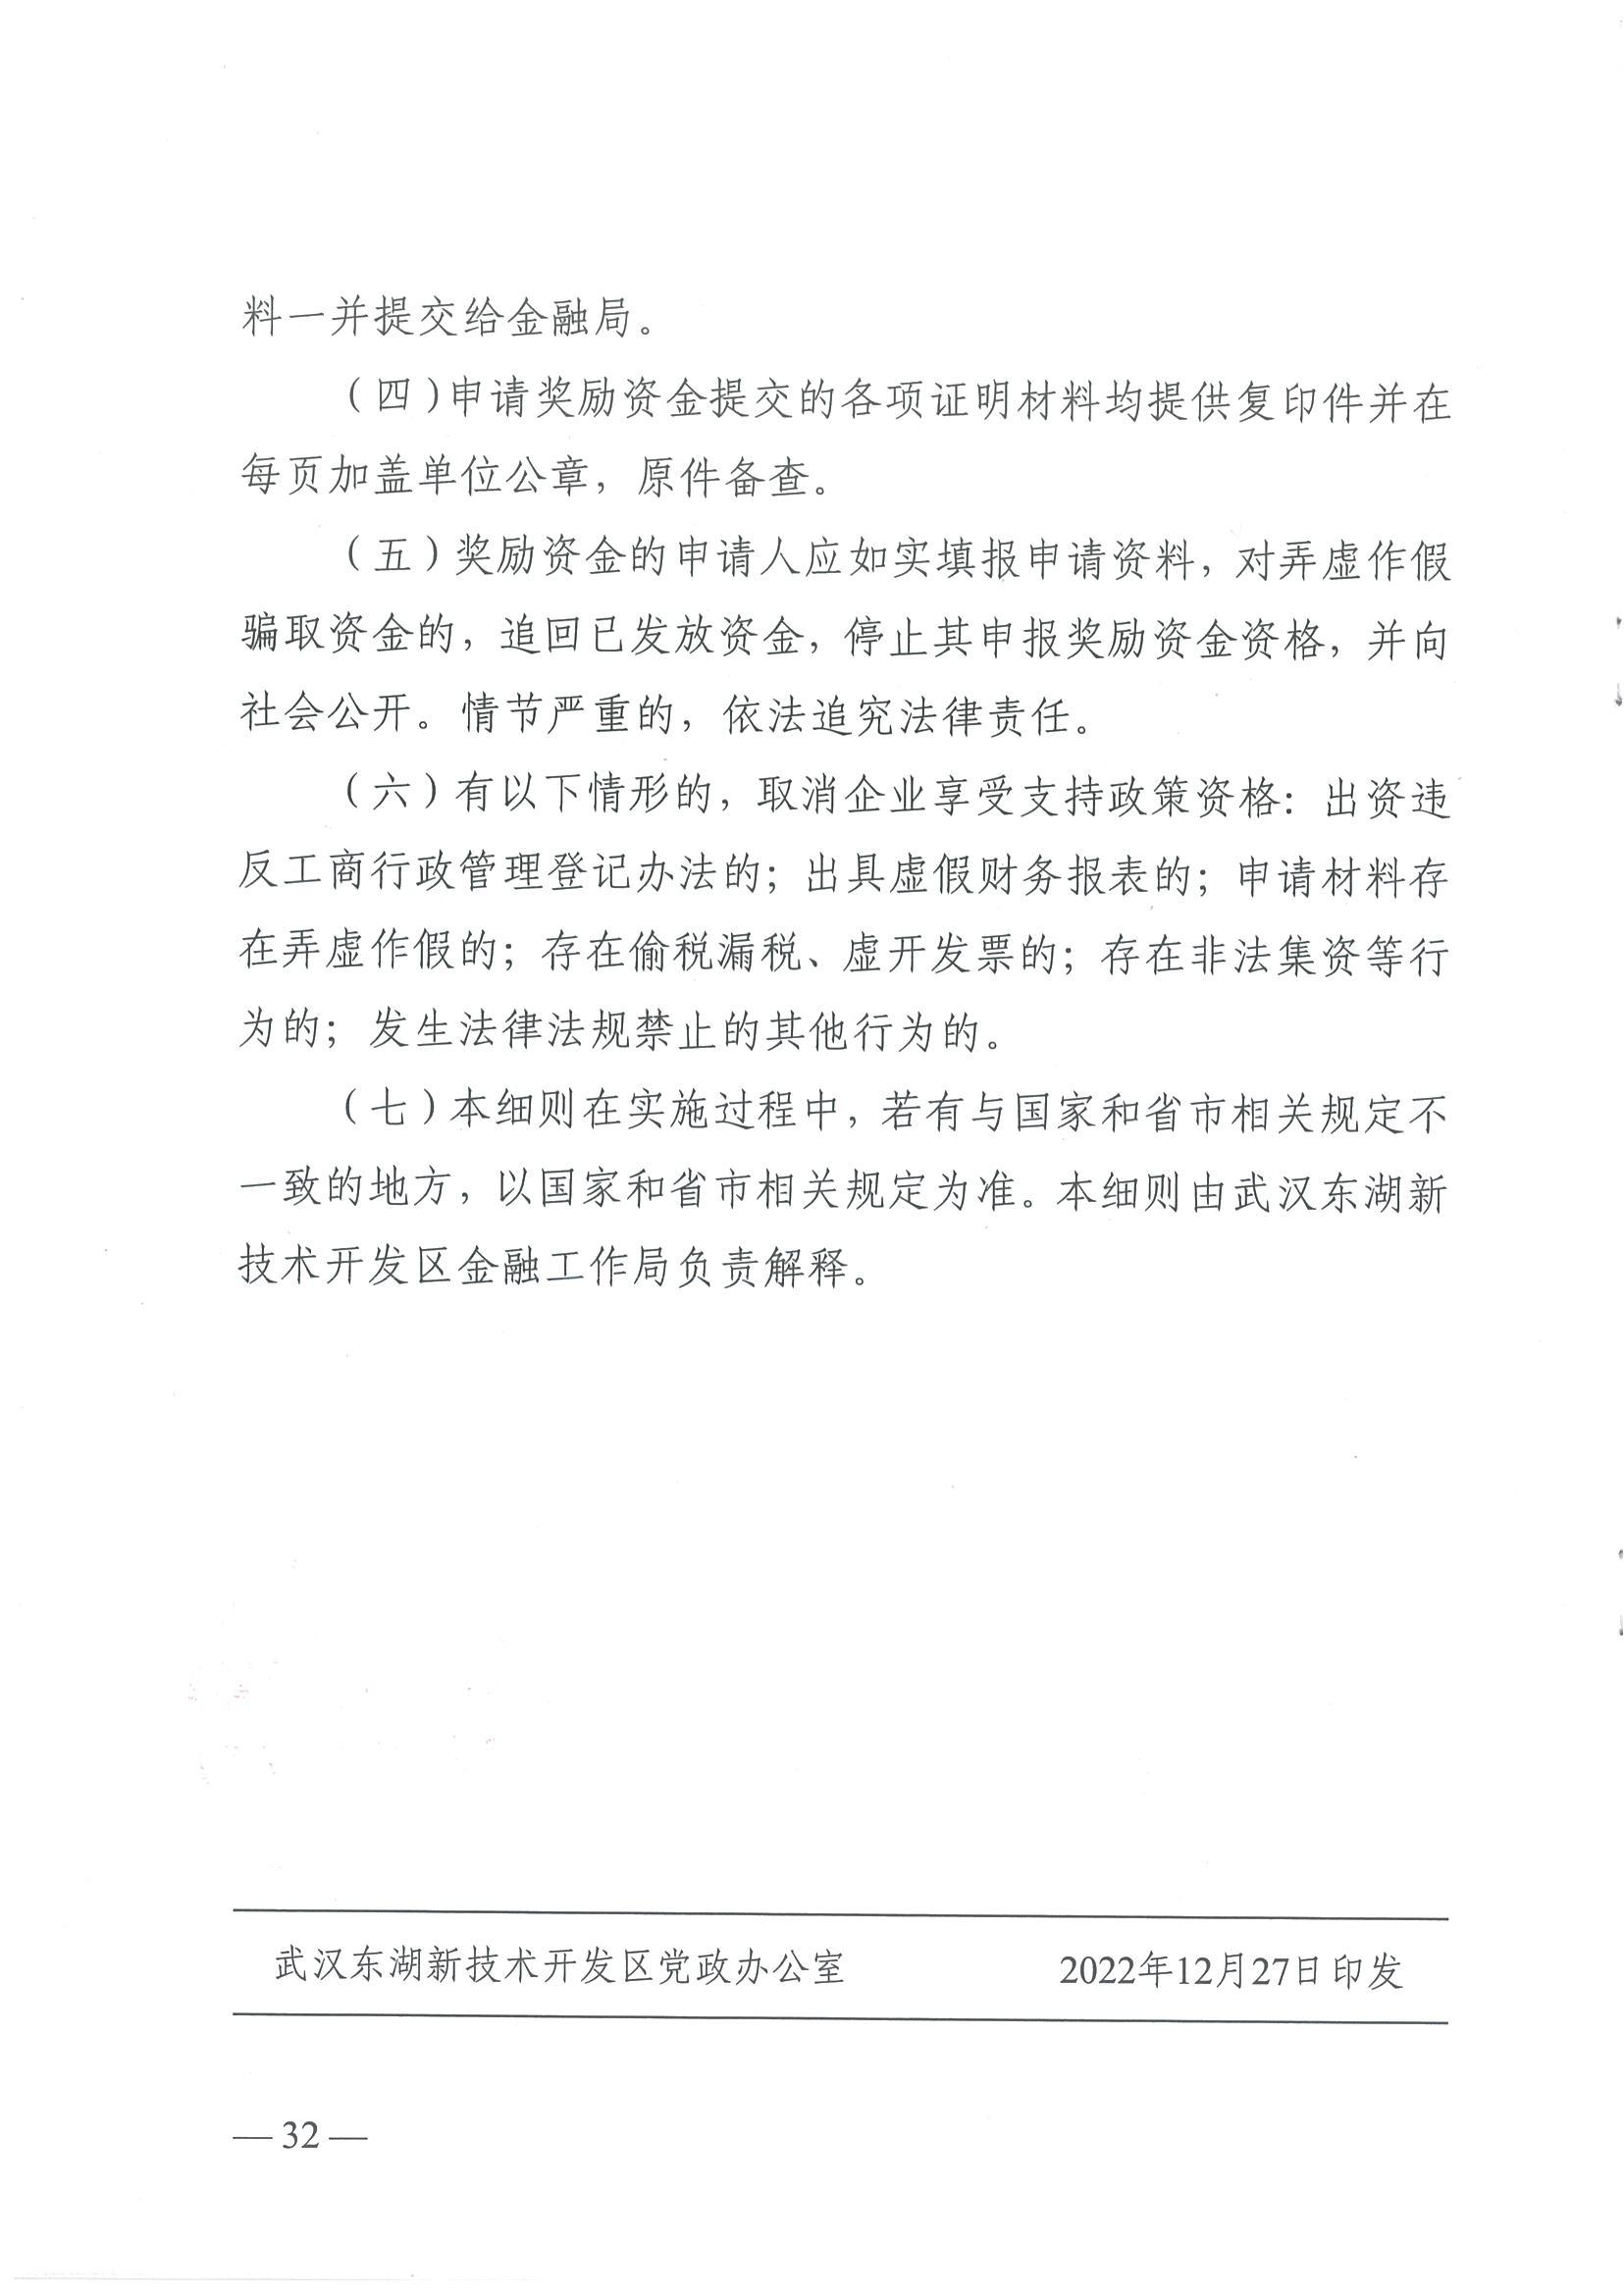 料一并提交给金融局。
（四）申请奖励资金提交的各项证明材料均提供复印件并在
每页加盖单位公章，原件备查。
（五）奖励资金的申请人应如实填报申请资料，对弄虚作假
骗取资金的，追回已发放资金，停止其申报奖励资金资格，并向
社会公开。情节严重的，依法追究法律责任。
（六）有以下情形的，取消企业享受支持政策资格：出资违
反工商行政管理登记办法的；出具虚假财务报表的；申请材料存
在弄虚作假的；存在偷税漏税、虚开发票的；存在非法集资等行
为的；发生法律法规禁止的其他行为的。
（七）本细则在实施过程中，若有与国家和省市相关规定不
一致的地方，以国家和省市相关规定为准。本细则由武汉东湖新
技术开发区金融工作局负责解释。
武汉东湖新技术开发区党政办公室 2022年12月27日印发
— 32 —